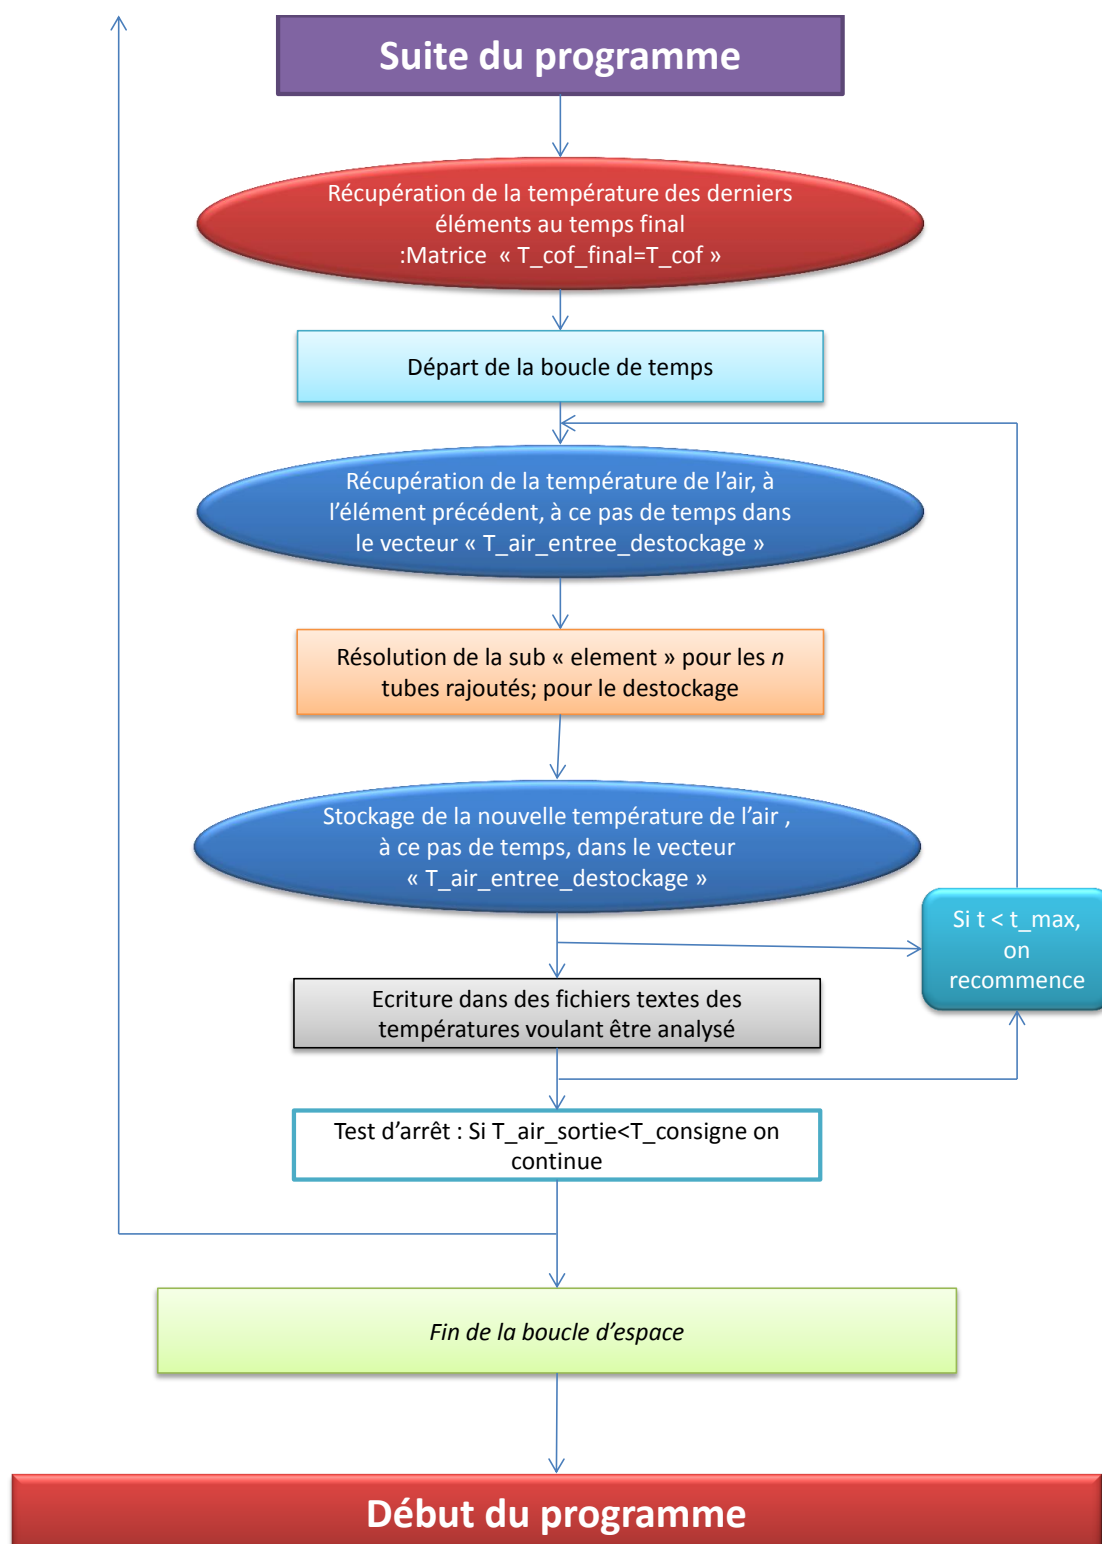 Suite du programme
Récupération de la température des derniers
éléments au temps final
:Matrice « T_cof_final=T_cof »
Départ de la boucle de temps
Récupération de la température de l’air, à
l’élément précédent, à ce pas de temps dans
le vecteur « T_air_entree_destockage »
Résolution de la sub « element » pour les n
tubes rajoutés; pour le destockage
Stockage de la nouvelle température de l’air ,
à ce pas de temps, dans le vecteur
« T_air_entree_destockage »
Si t < t_max,
on
recommence
Ecriture dans des fichiers textes des
températures voulant être analysé
Test d’arrêt : Si T_air_sortie<T_consigne on
continue
Fin de la boucle d’espace
Début du programme